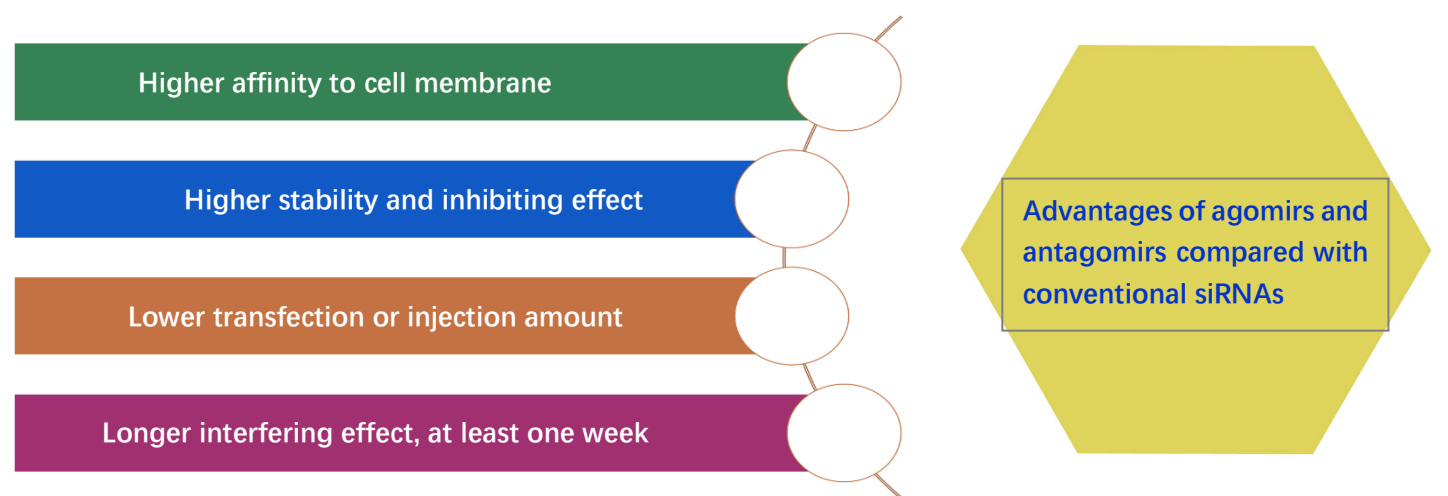 Higher affinity to cell membrane
Higher stability and inhibiting effect
Lower transfection or injection amount
Longer interfering effect, at least one week
Advantages of agomirs and
antagomirs compared with
conventional siRNAs